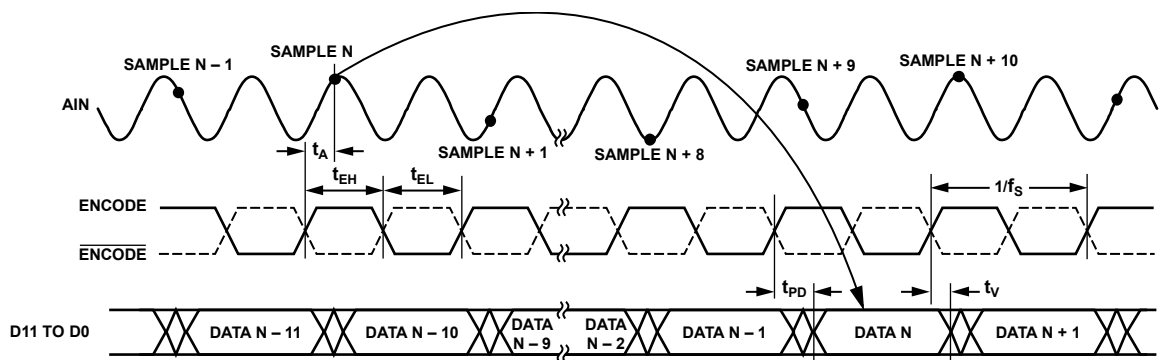 SAMPLE N – 1
SAMPLE N
SAMPLE N + 9
SAMPLE N + 10
AIN
SAMPLE N + 1
SAMPLE N + 8
tA
tEH
tEL
1/fS
ENCODE
ENCODE
tPD
tV
D11 TO D0
DATA N – 11
DATA N – 10
DATA
N – 9
DATA
N – 2
DATA N – 1
DATA N
DATA N + 1